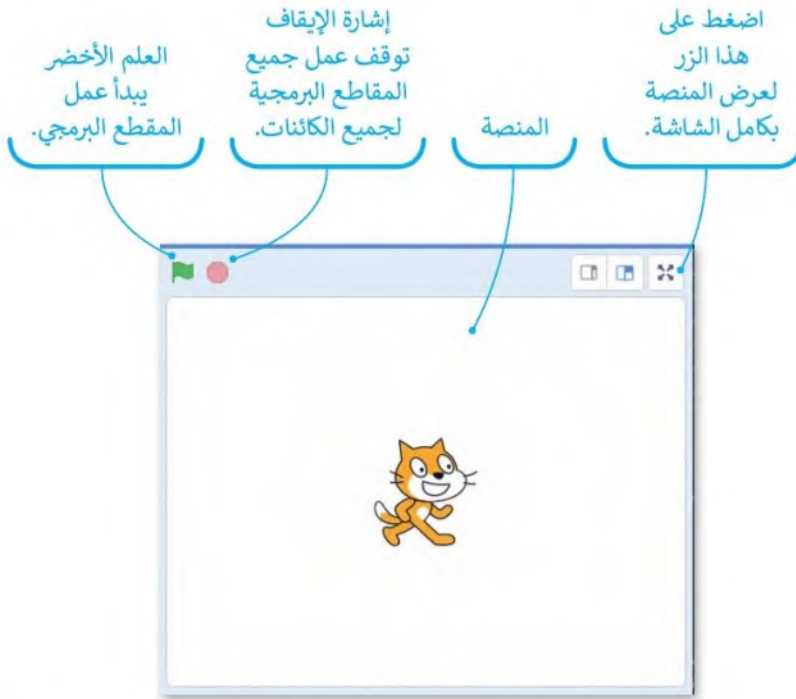 اضغط على
هذا الزر
لعرض المنصة
بكامل الشاشة.
المنصة
إشارة الإيقاف
توقف عمل جميع
المقاطع البرمجية
لجميع الكائنات.
العلم الأخضر
يبدأ عمل
المقطع البرمجي.